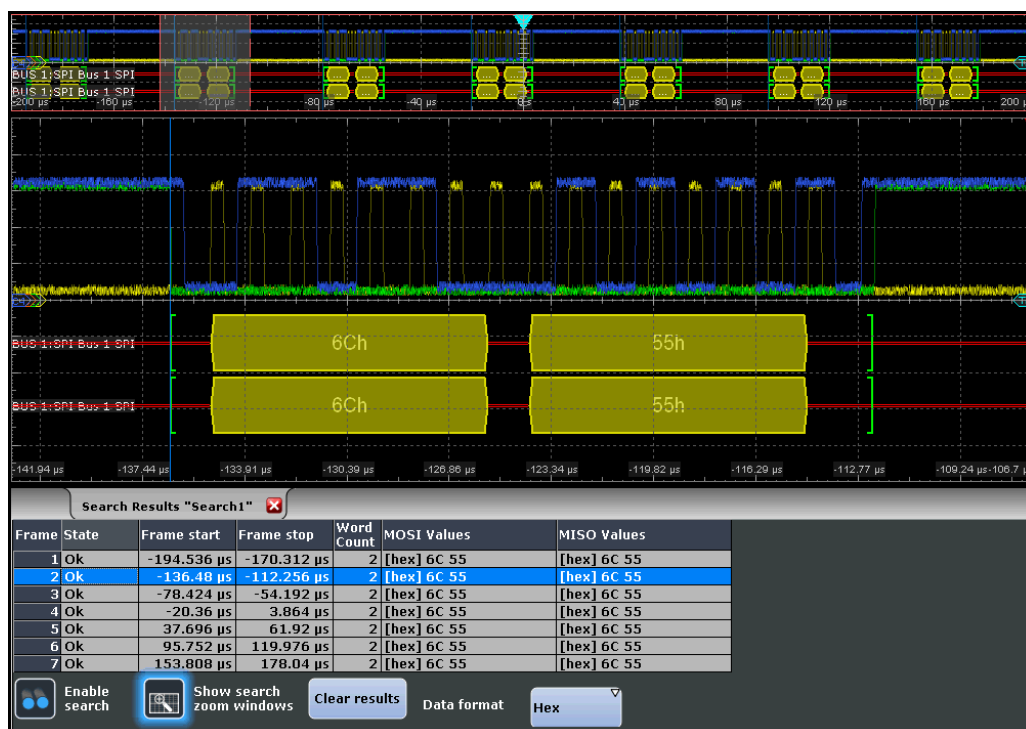 BUS 1:SPI Bus 1 SPI
BUS 1:SPI Bus 1 SPI
-200 µs -160 µs -120 µs -80 µs -40 µs 0 s 40 µs 80 µs 120 µs 160 µs 200
BUS 1:SPI Bus 1 SPI 6Ch 55h
BUS 1:SPI Bus 1 SPI 6Ch 55h
-141.94 µs -137.44 µs -133.91 µs -130.39 µs -126.86 µs -123.34 µs -119.82 µs -116.29 µs -112.77 µs -109.24 µs -106.7
Search Results "Search1"
Frame State Frame start Frame stop Word Count MOSI Values MISO Values
1 Ok -194.536 µs -170.312 µs 2 [hex] 6C 55 [hex] 6C 55
2 Ok -136.48 µs -112.256 µs 2 [hex] 6C 55 [hex] 6C 55
3 Ok -78.424 µs -54.192 µs 2 [hex] 6C 55 [hex] 6C 55
4 Ok -20.36 µs 3.864 µs 2 [hex] 6C 55 [hex] 6C 55
5 Ok 37.696 µs 61.92 µs 2 [hex] 6C 55 [hex] 6C 55
6 Ok 95.752 µs 119.976 µs 2 [hex] 6C 55 [hex] 6C 55
7 Ok 153.808 µs 178.04 µs 2 [hex] 6C 55 [hex] 6C 55
Enable search
Show search zoom windows
Clear results
Data format
Hex